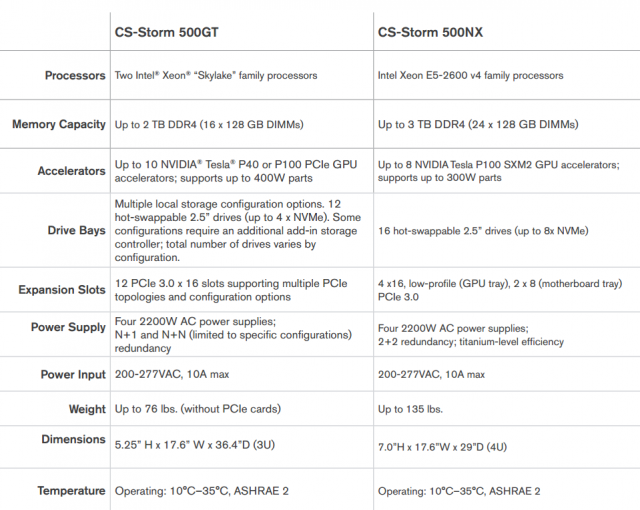 CS-Storm 500GT
CS-Storm 500NX
Processors
Two Intel® Xeon® “Skylake” family processors
Intel Xeon E5-2600 v4 family processors
Memory Capacity
Up to 2 TB DDR4 (16 x 128 GB DIMMs)
Up to 3 TB DDR4 (24 x 128 GB DIMMs)
Accelerators
Up to 10 NVIDIA® Tesla® P40 or P100 PCIe GPU
accelerators; supports up to 400W parts
Up to 8 NVIDIA Tesla P100 SXM2 GPU accelerators;
supports up to 300W parts
Drive Bays
Multiple local storage configuration options. 12
hot-swappable 2.5” drives (up to 4 x NVMe). Some
configurations require an additional add-in storage
controller; total number of drives varies by
configuration.
16 hot-swappable 2.5” drives (up to 8x NVMe)
Expansion Slots
12 PCIe 3.0 x 16 slots supporting multiple PCIe
topologies and configuration options
4 x16, low-profile (GPU tray), 2 x 8 (motherboard tray)
PCIe 3.0
Power Supply
Four 2200W AC power supplies;
N+1 and N+N (limited to specific configurations)
redundancy
Four 2200W AC power supplies;
2+2 redundancy; titanium-level efficiency
Power Input
200-277VAC, 10A max
200-277VAC, 10A max
Weight
Up to 76 lbs. (without PCIe cards)
Up to 135 lbs.
Dimensions
5.25” H x 17.6” W x 36.4”D (3U)
7.0”H x 17.6”W x 29”D (4U)
Temperature
Operating: 10°C–35°C, ASHRAE 2
Operating: 10°C–35°C, ASHRAE 2